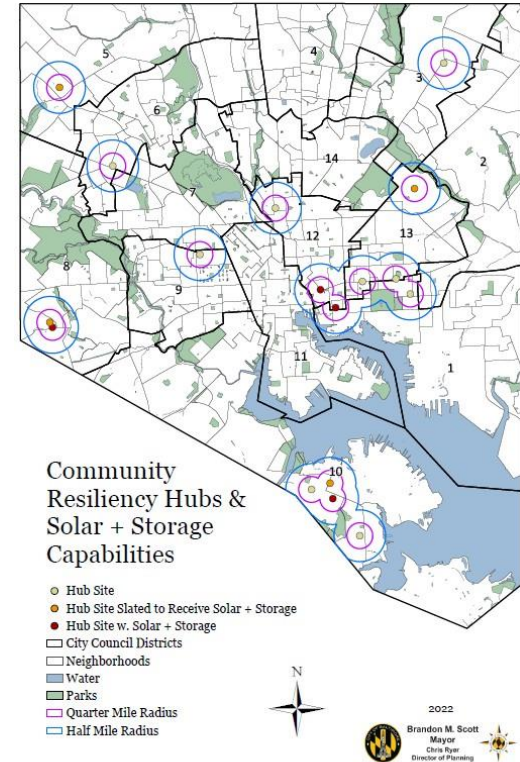 5
4
3
6
2
14
7
12
13
8
9
11
1
10
Community
Resiliency Hubs &
Solar + Storage
Capabilities
Hub Site
Hub Site Slated to Receive Solar + Storage
Hub Site w. Solar + Storage
City Council Districts
Neighborhoods
Water
Parks
Quarter Mile Radius
Half Mile Radius
N
2022
Brandon M. Scott
Mayor
Chris Ryer
Director of Planning